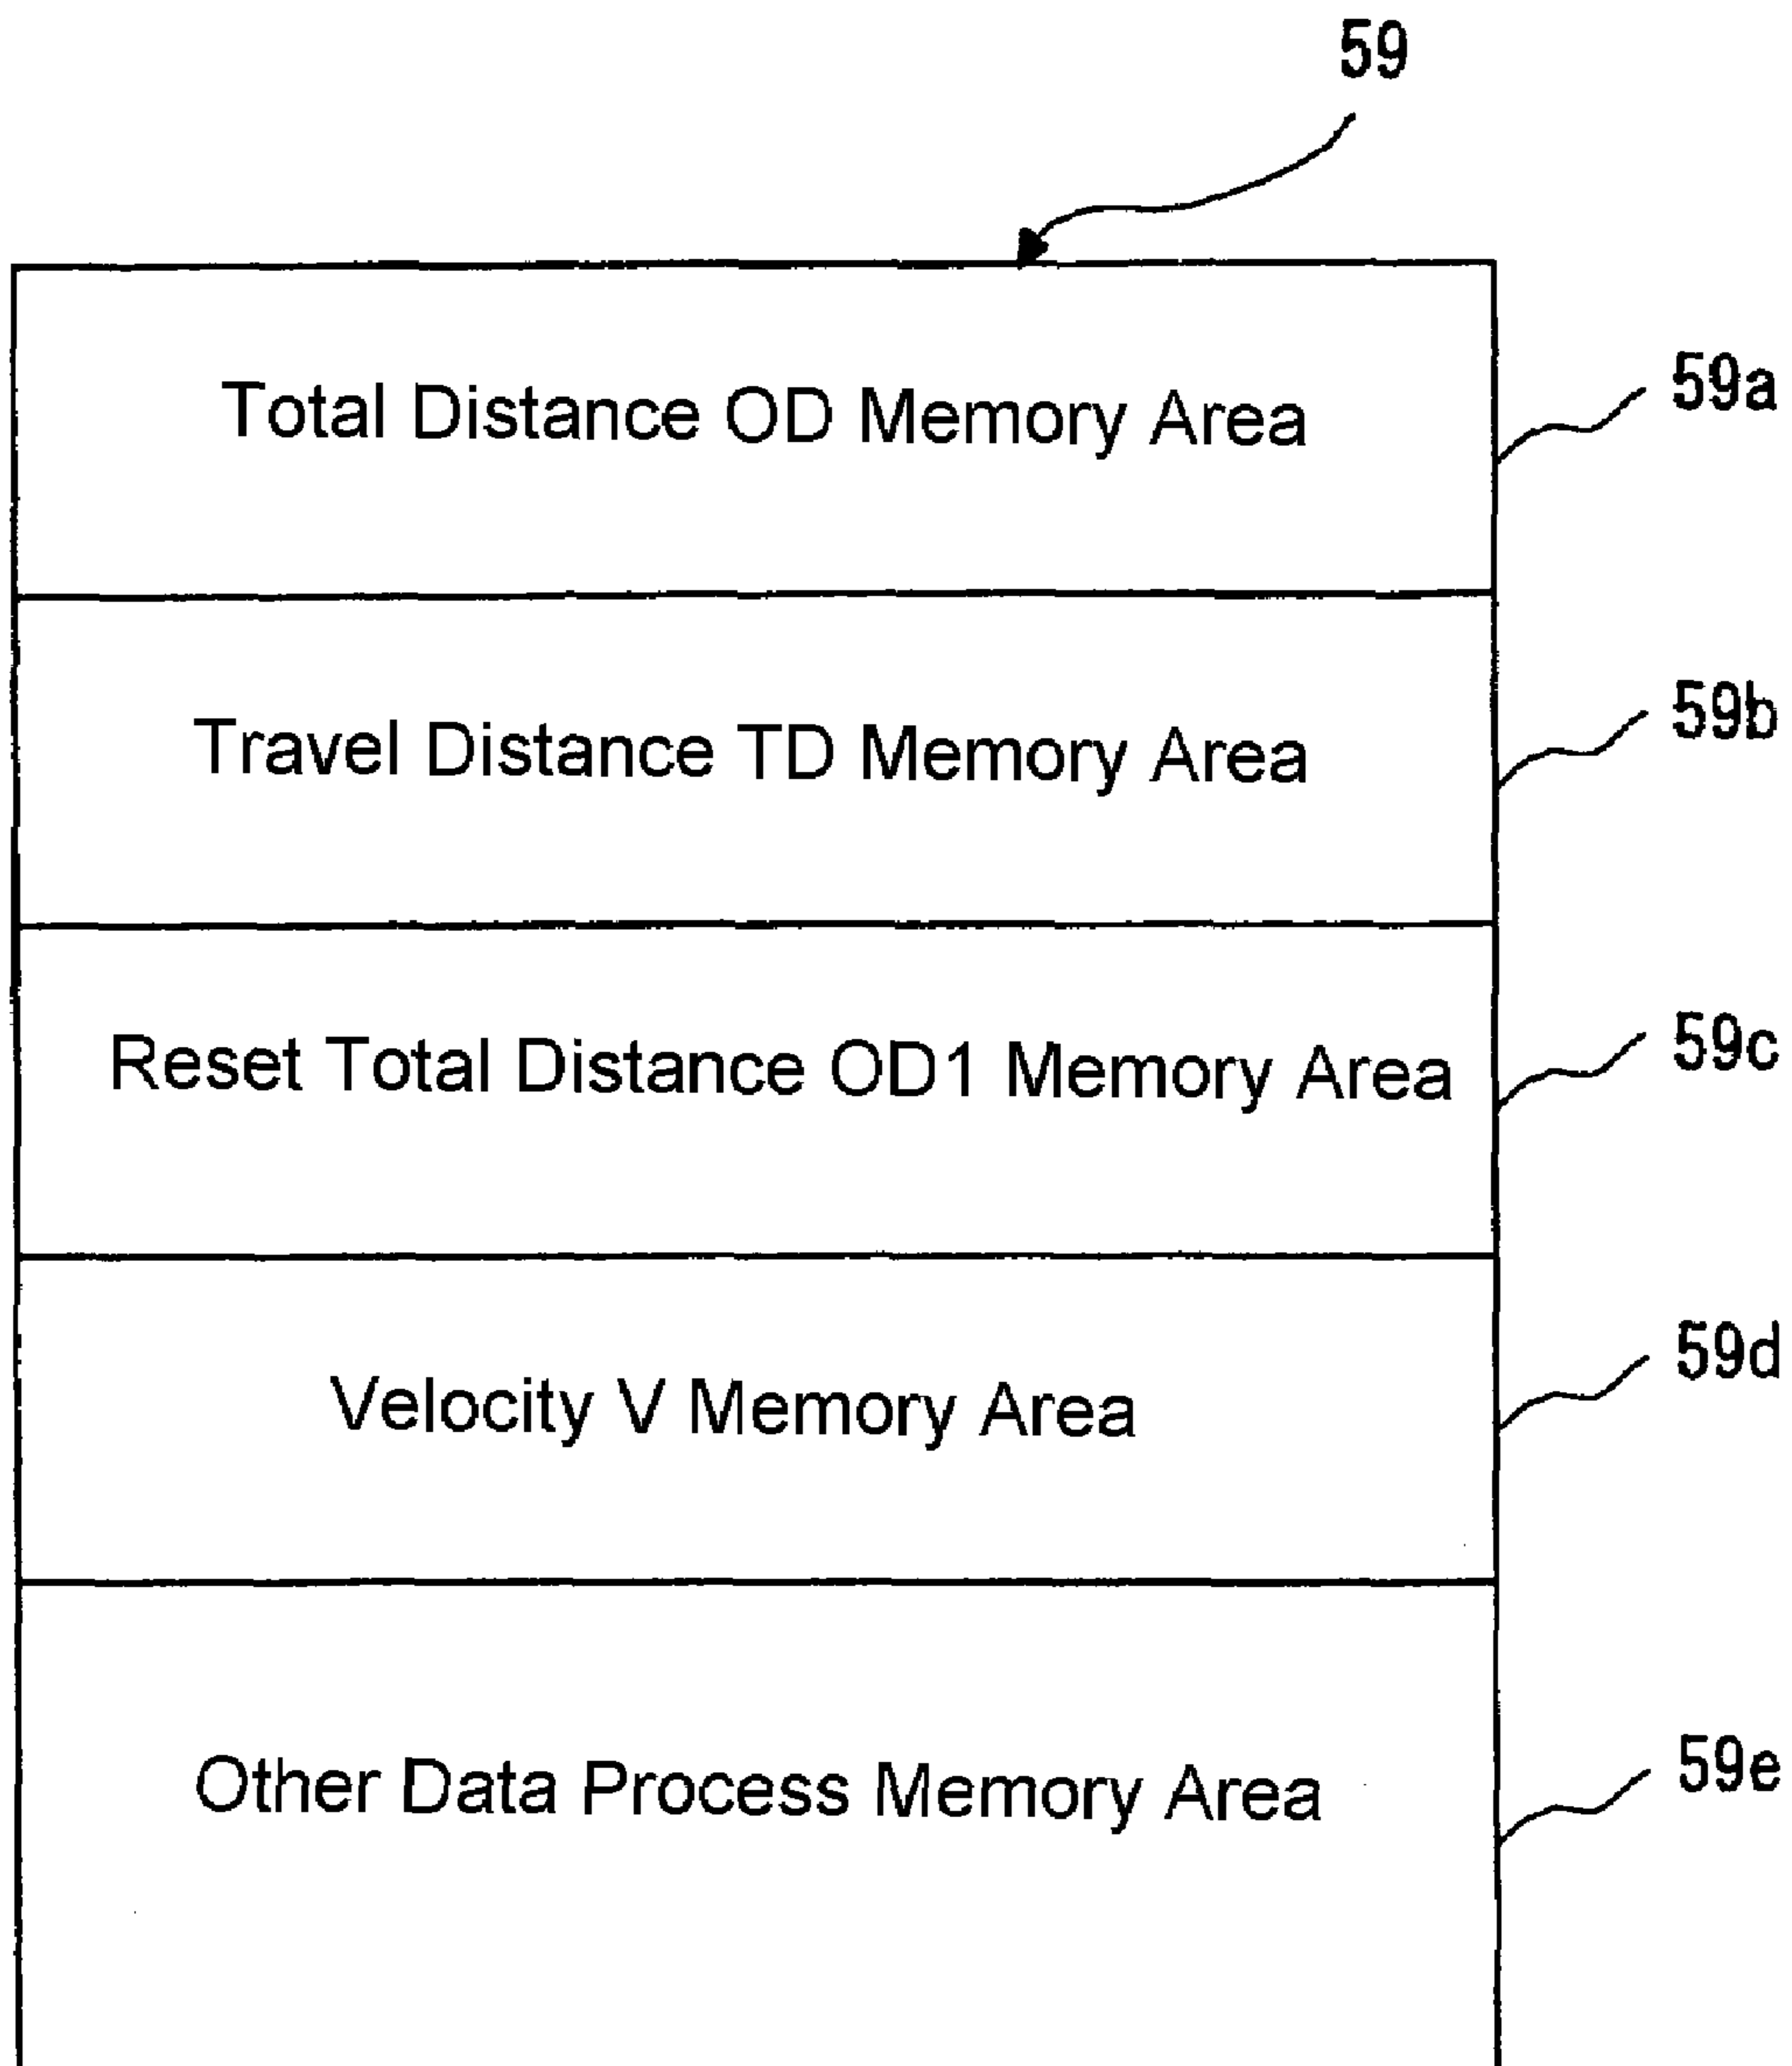 59
Total Distance OD Memory Area
59a
Travel Distance TD Memory Area
59b
Reset Total Distance OD1 Memory Area
59c
Velocity V Memory Area
59d
Other Data Process Memory Area
59e